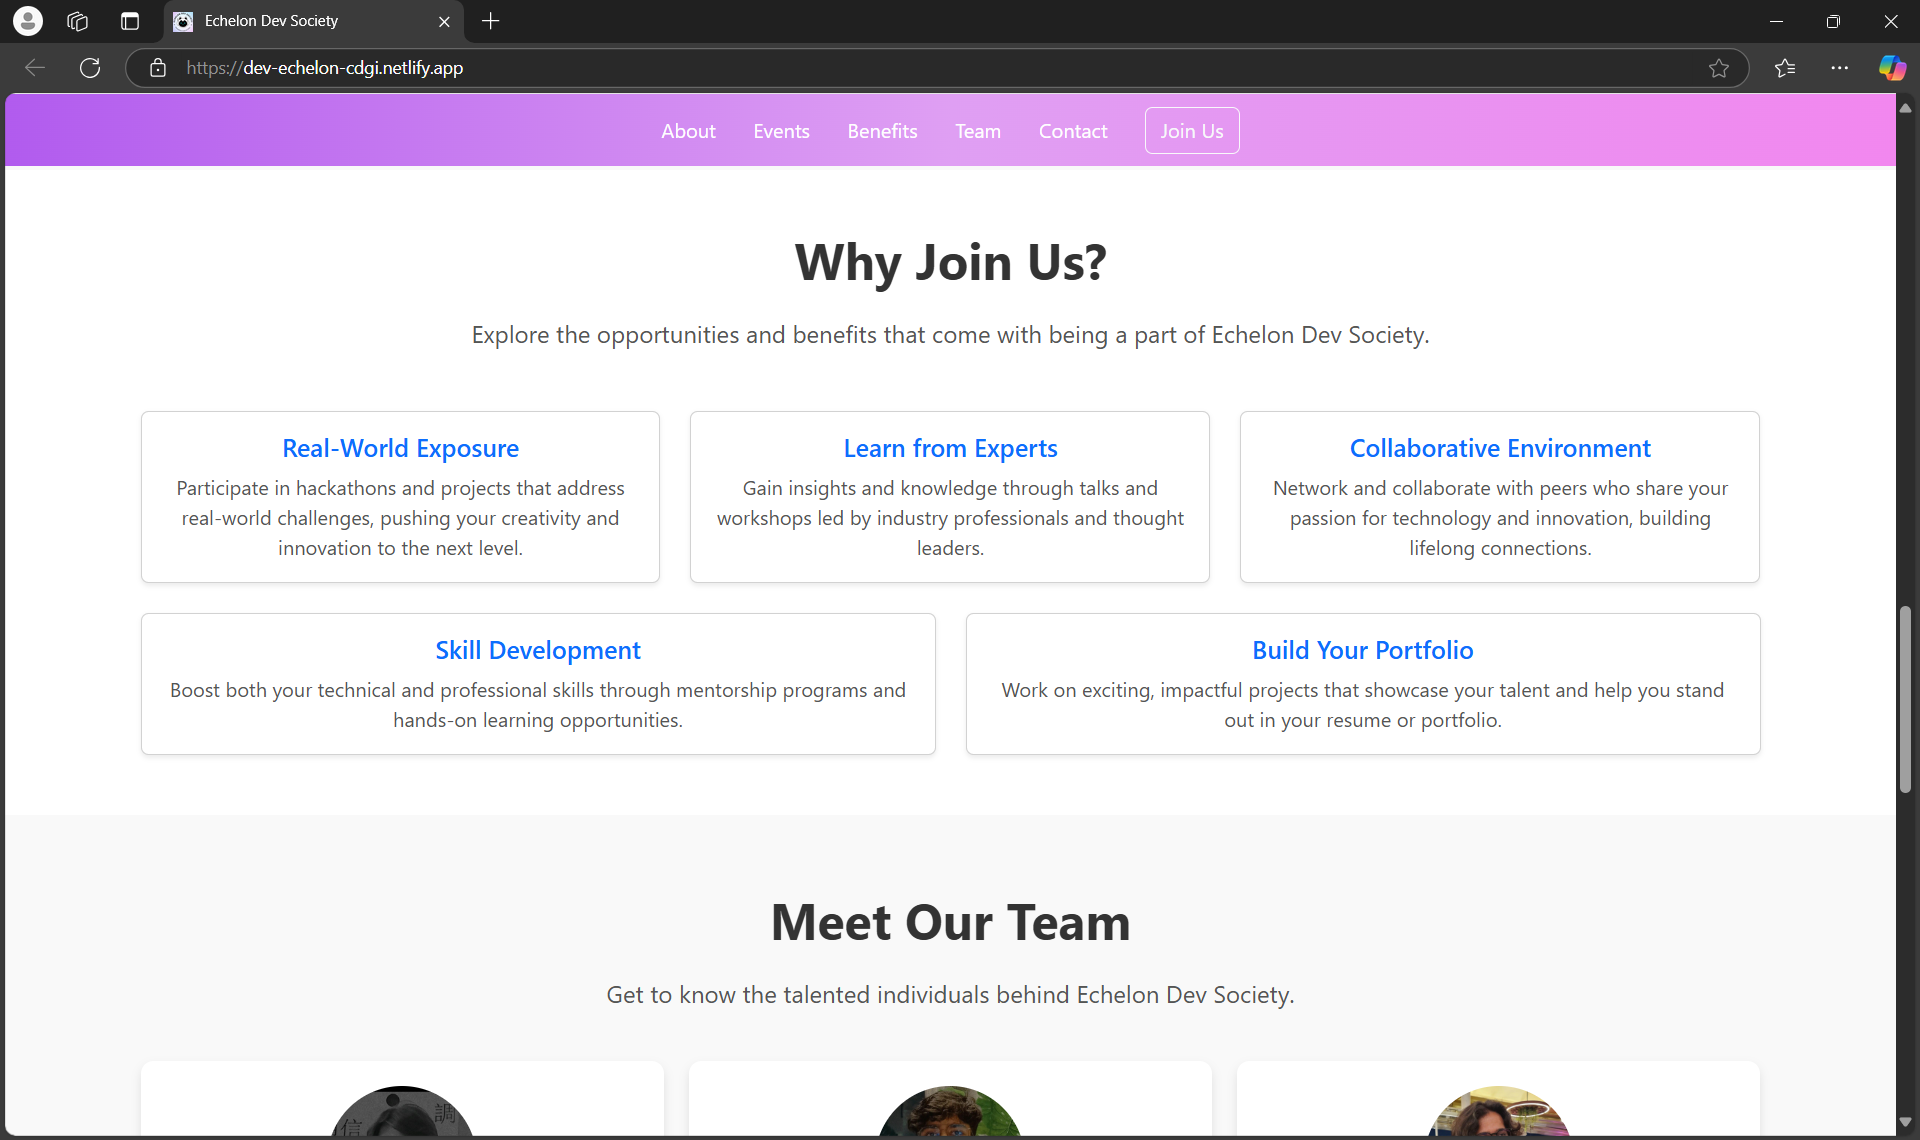 Echelon Dev Society
https://dev-echelon-cdgi.netlify.app
About Events Benefits Team Contact Join Us
Why Join Us?
Explore the opportunities and benefits that come with being a part of Echelon Dev Society.
Real-World Exposure
Participate in hackathons and projects that address
real-world challenges, pushing your creativity and
innovation to the next level.
Learn from Experts
Gain insights and knowledge through talks and
workshops led by industry professionals and thought
leaders.
Collaborative Environment
Network and collaborate with peers who share your
passion for technology and innovation, building
lifelong connections.
Skill Development
Boost both your technical and professional skills through mentorship programs and
hands-on learning opportunities.
Build Your Portfolio
Work on exciting, impactful projects that showcase your talent and help you stand
out in your resume or portfolio.
Meet Our Team
Get to know the talented individuals behind Echelon Dev Society.
信 調